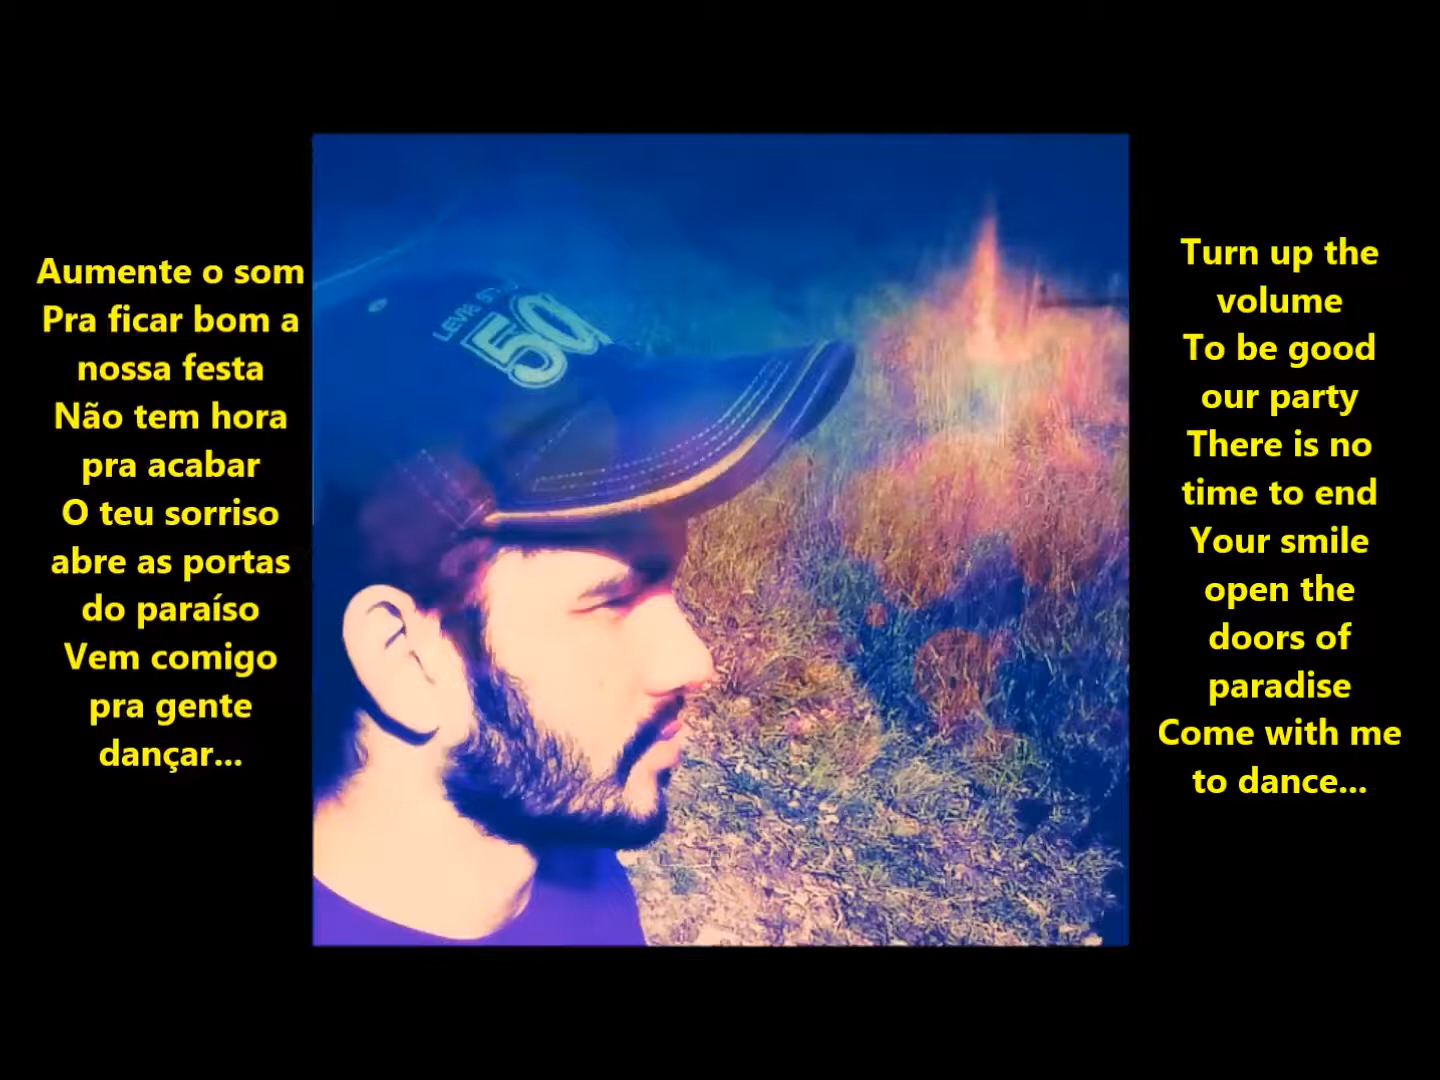 Aumente o som
Pra ficar bom a
nossa festa
Não tem hora
pra acabar
O teu sorriso
abre as portas
do paraíso
Vem comigo
pra gente
dançar...
LEVI'S
50
Turn up the
volume
To be good
our party
There is no
time to end
Your smile
open the
doors of
paradise
Come with me
to dance...